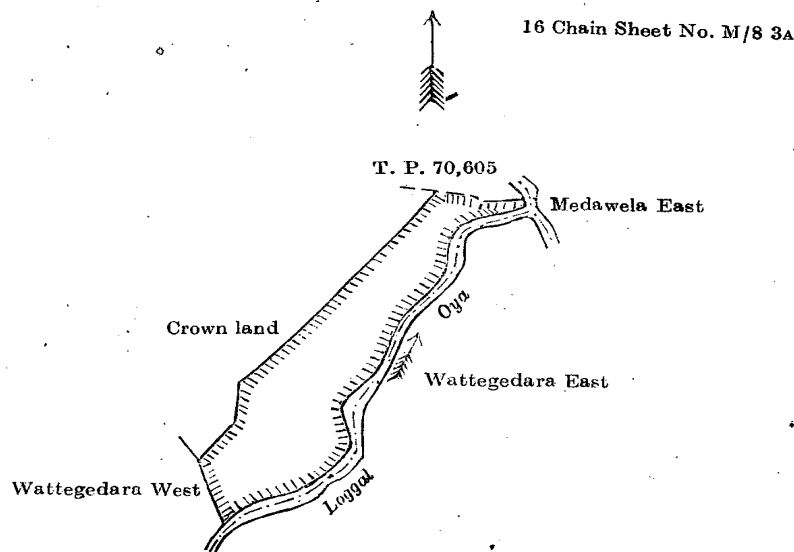 16 Chain Sheet No. M/8 3A
T. P. 70,605
Medawela East
Oya
Crown land
Wattegedara East
Wattegedara West
Loggal